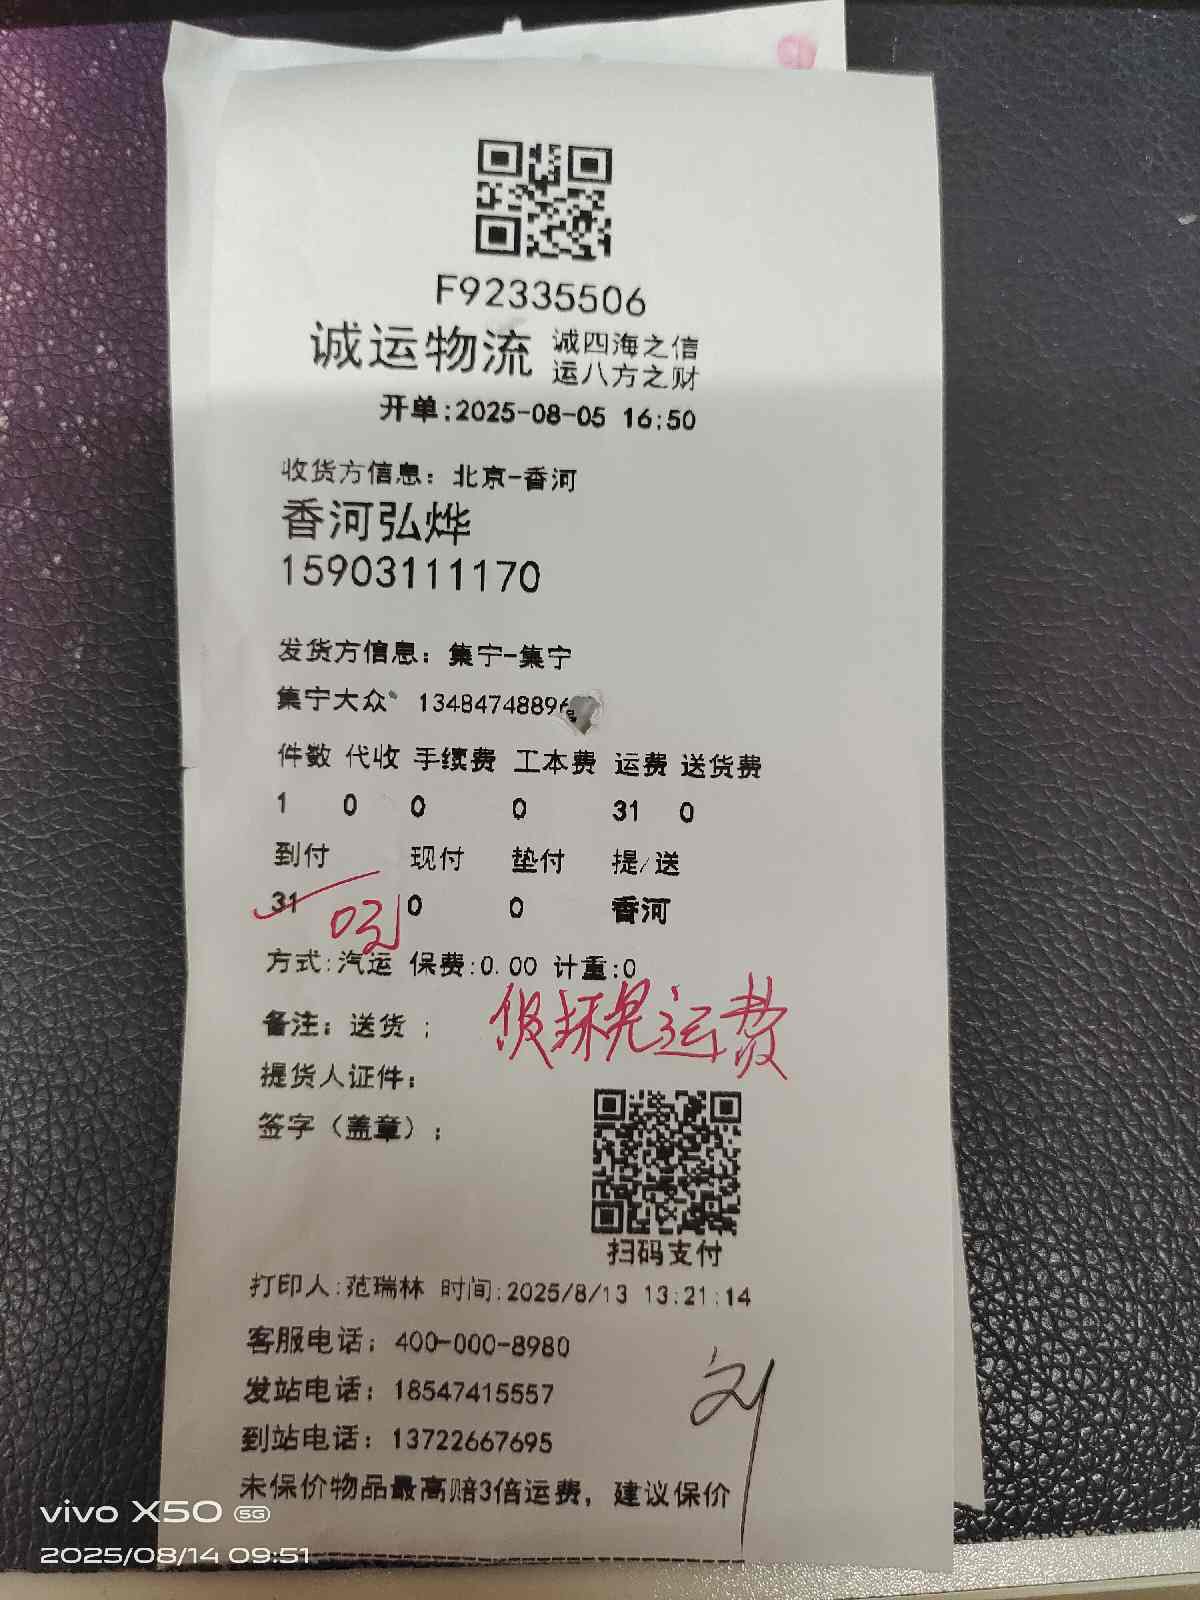 F92335506
诚运物流 诚四海之信
运八方之财
开单:2025-08-05 16:50
收货方信息：北京-香河
香河弘烨
15903111170
发货方信息：集宁-集宁
集宁大众 1348474889
件数 代收 手续费 工本费 运费 送货费
1 0 0 0 31 0
到付 现付 垫付 提/送
31 0 0 香河
方式:汽运 保费:0.00 计重:0
备注：送货；
坏 运费
提货人证件：
签字（盖章）；
扫码支付
打印人:范瑞林 时间:2025/8/13 13:21:14
客服电话：400-000-8980
发站电话：18547415557
刘
到站电话：13722667695
未保价物品最高赔3倍运费，建议保价
vivo X50 5G
2025/08/14 09:51